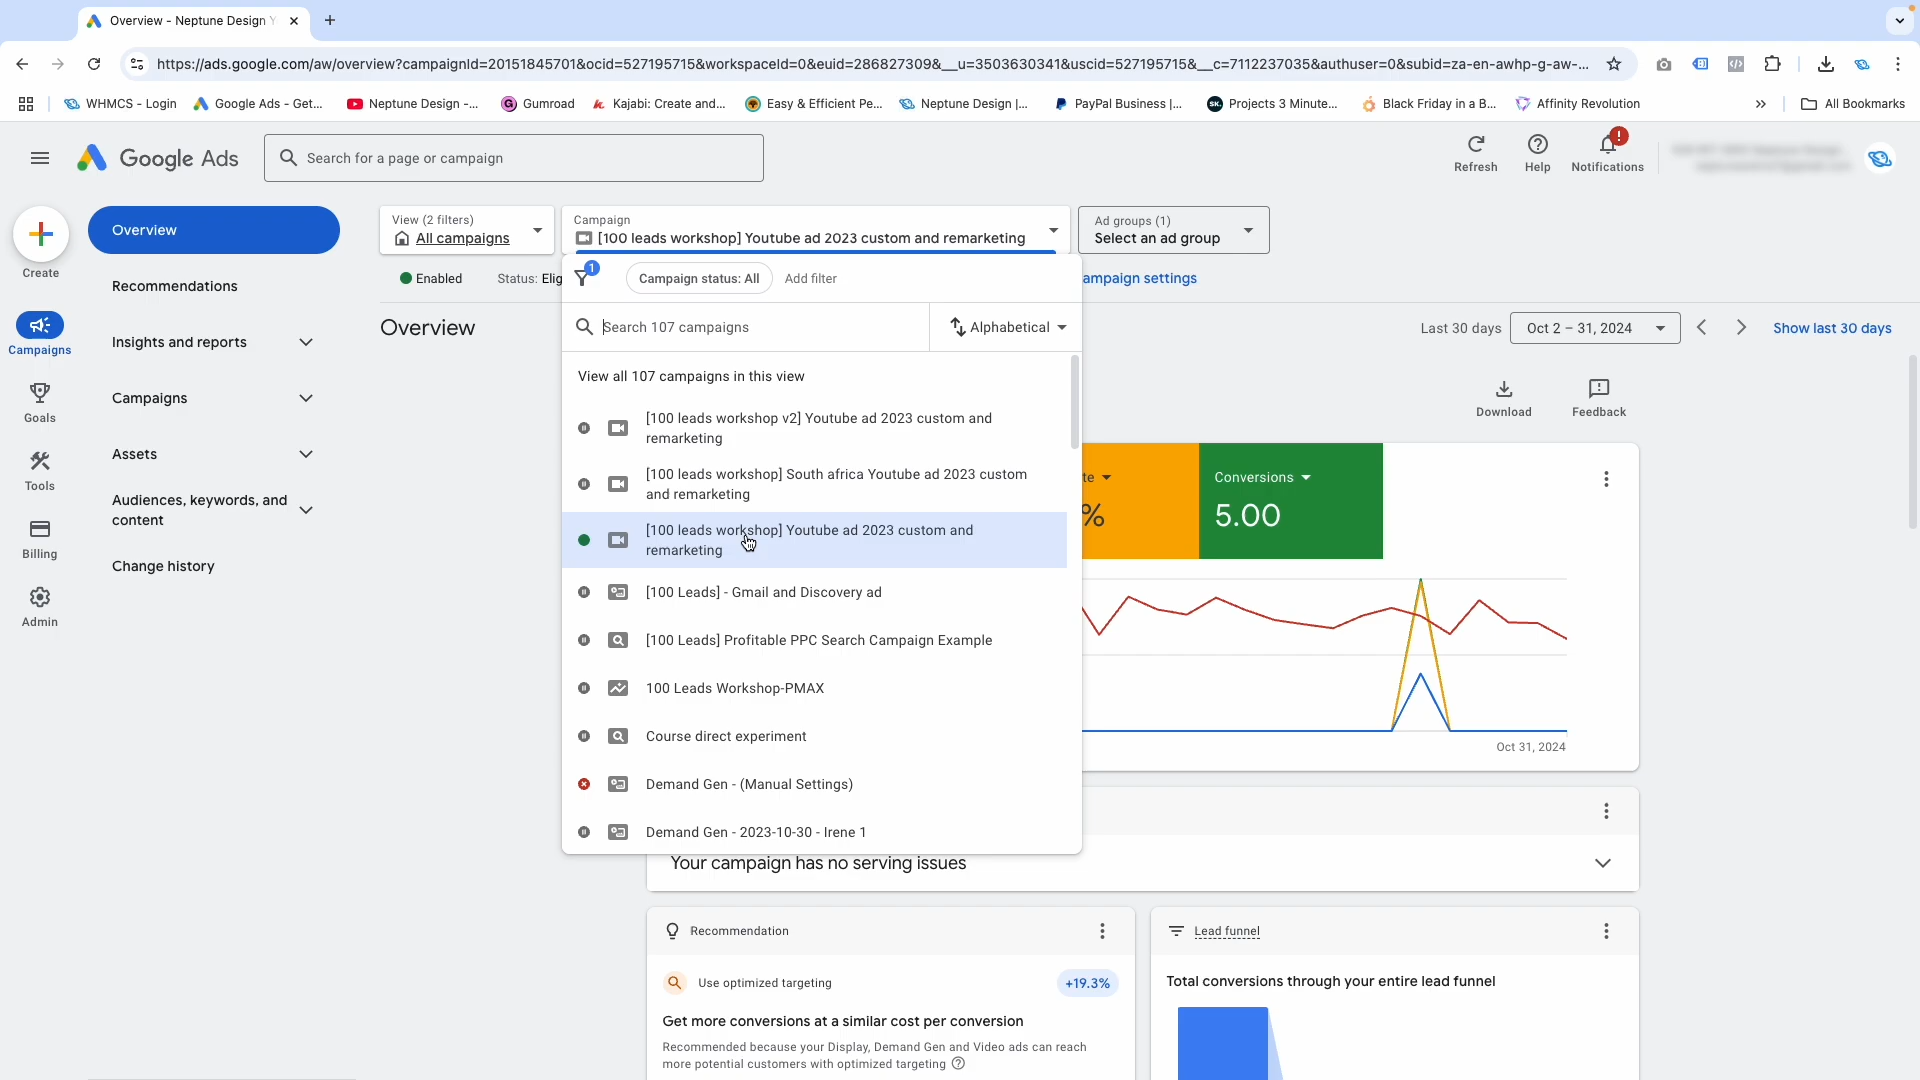 Overview - Neptune Design Y
https://ads.google.com/aw/overview?campaignId=20151845701&ocid=527195715&workspaceId=0&euid=286827309&__u=3503630341&uscid=527195715&__c=7112237035&authuser=0&subid=za-en-awhp-g-aw-...
WHMCS - Login
Google Ads - Get...
Neptune Design -...
Gumroad
Kajabi: Create and...
Easy & Efficient Pe...
Neptune Design |...
PayPal Business |...
SK.
Projects 3 Minute...
Black Friday in a B...
Affinity Revolution
All Bookmarks
Google Ads
Search for a page or campaign
Refresh
Help
!
Notifications
Create
Campaigns
Goals
Tools
Billing
Admin
Overview
Recommendations
Insights and reports
Campaigns
Assets
Audiences, keywords, and
content
Change history
View (2 filters)
All campaigns
Campaign
[100 leads workshop] Youtube ad 2023 custom and remarketing
Ad groups (1)
Select an ad group
Enabled
Status: Elig
ampaign settings
1
Campaign status: All
Add filter
Search 107 campaigns
Alphabetical
View all 107 campaigns in this view
[100 leads workshop v2] Youtube ad 2023 custom and
remarketing
[100 leads workshop] South africa Youtube ad 2023 custom
and remarketing
[100 leads workshop] Youtube ad 2023 custom and
remarketing
[100 Leads] - Gmail and Discovery ad
[100 Leads] Profitable PPC Search Campaign Example
100 Leads Workshop-PMAX
Course direct experiment
Demand Gen - (Manual Settings)
Demand Gen - 2023-10-30 - Irene 1
Overview
Last 30 days
Oct 2 – 31, 2024
Show last 30 days
Download
Feedback
te
%
Conversions
5.00
Oct 31, 2024
Your campaign has no serving issues
Recommendation
Use optimized targeting
+19.3%
Get more conversions at a similar cost per conversion
Recommended because your Display, Demand Gen and Video ads can reach
more potential customers with optimized targeting
Lead funnel
Total conversions through your entire lead funnel